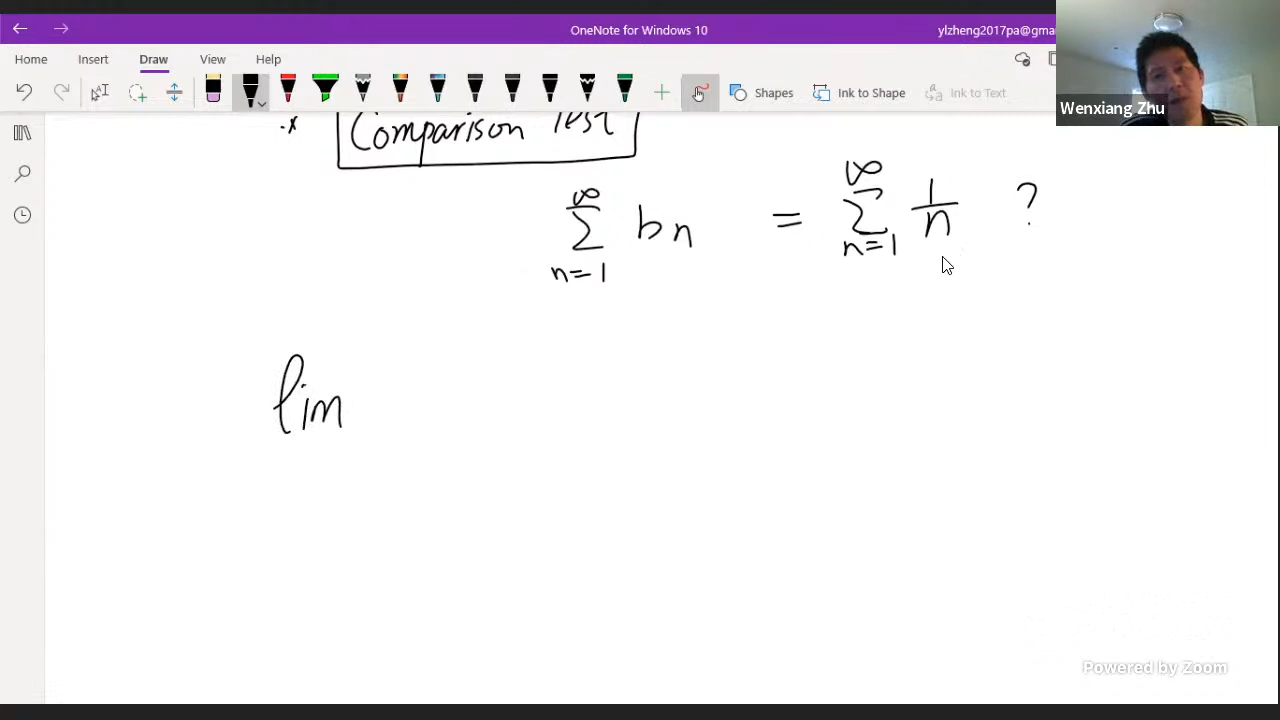 OneNote for Windows 10
ylzheng2017pa@gma
Home Insert Draw View Help
Shapes Ink to Shape Ink to Text
Wenxiang Zhu
Comparison Test
∞ ∑ n=1 bn = ∞ ∑ n=1 1/n ?
lim
Powered by Zoom